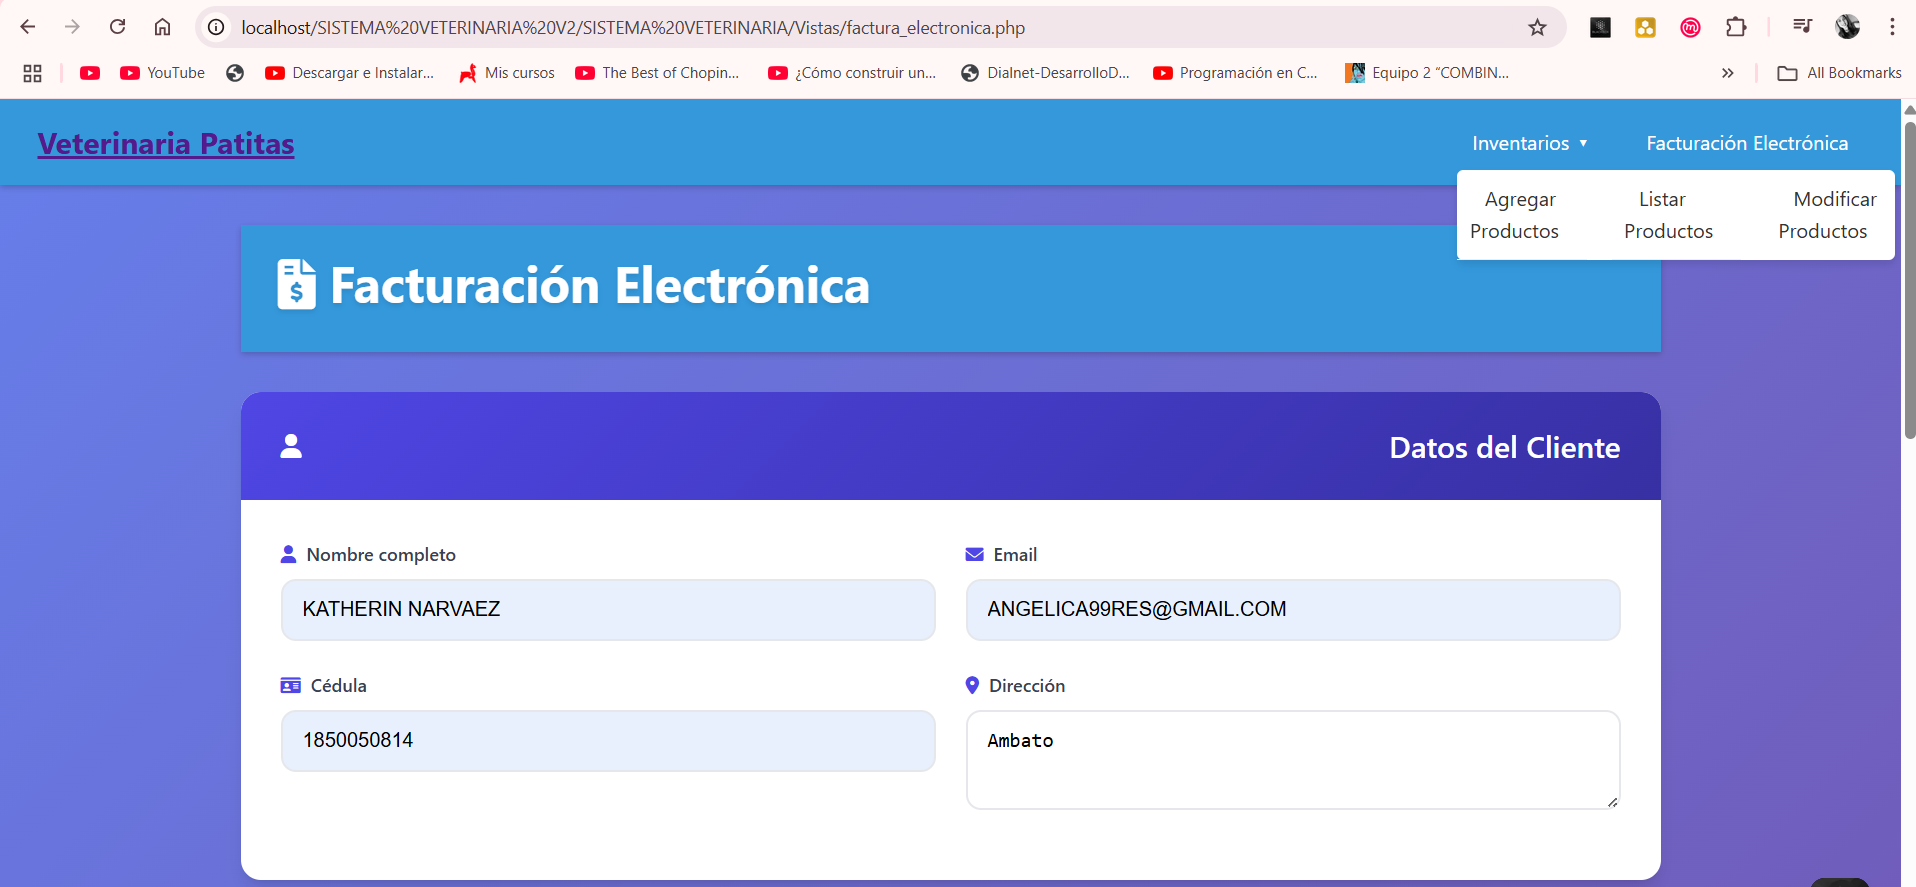 localhost/SISTEMA%20VETERINARIA%20V2/SISTEMA%20VETERINARIA/Vistas/factura_electronica.php
YouTube
Descargar e Instalar...
Mis cursos
The Best of Chopin...
¿Cómo construir un...
Dialnet-DesarrolloD...
Programación en C...
Equipo 2 “COMBIN...
All Bookmarks
Veterinaria Patitas
Inventarios ▼
Facturación Electrónica
Agregar Productos
Listar Productos
Modificar Productos
Facturación Electrónica
Datos del Cliente
Nombre completo
KATHERIN NARVAEZ
Email
ANGELICA99RES@GMAIL.COM
Cédula
1850050814
Dirección
Ambato